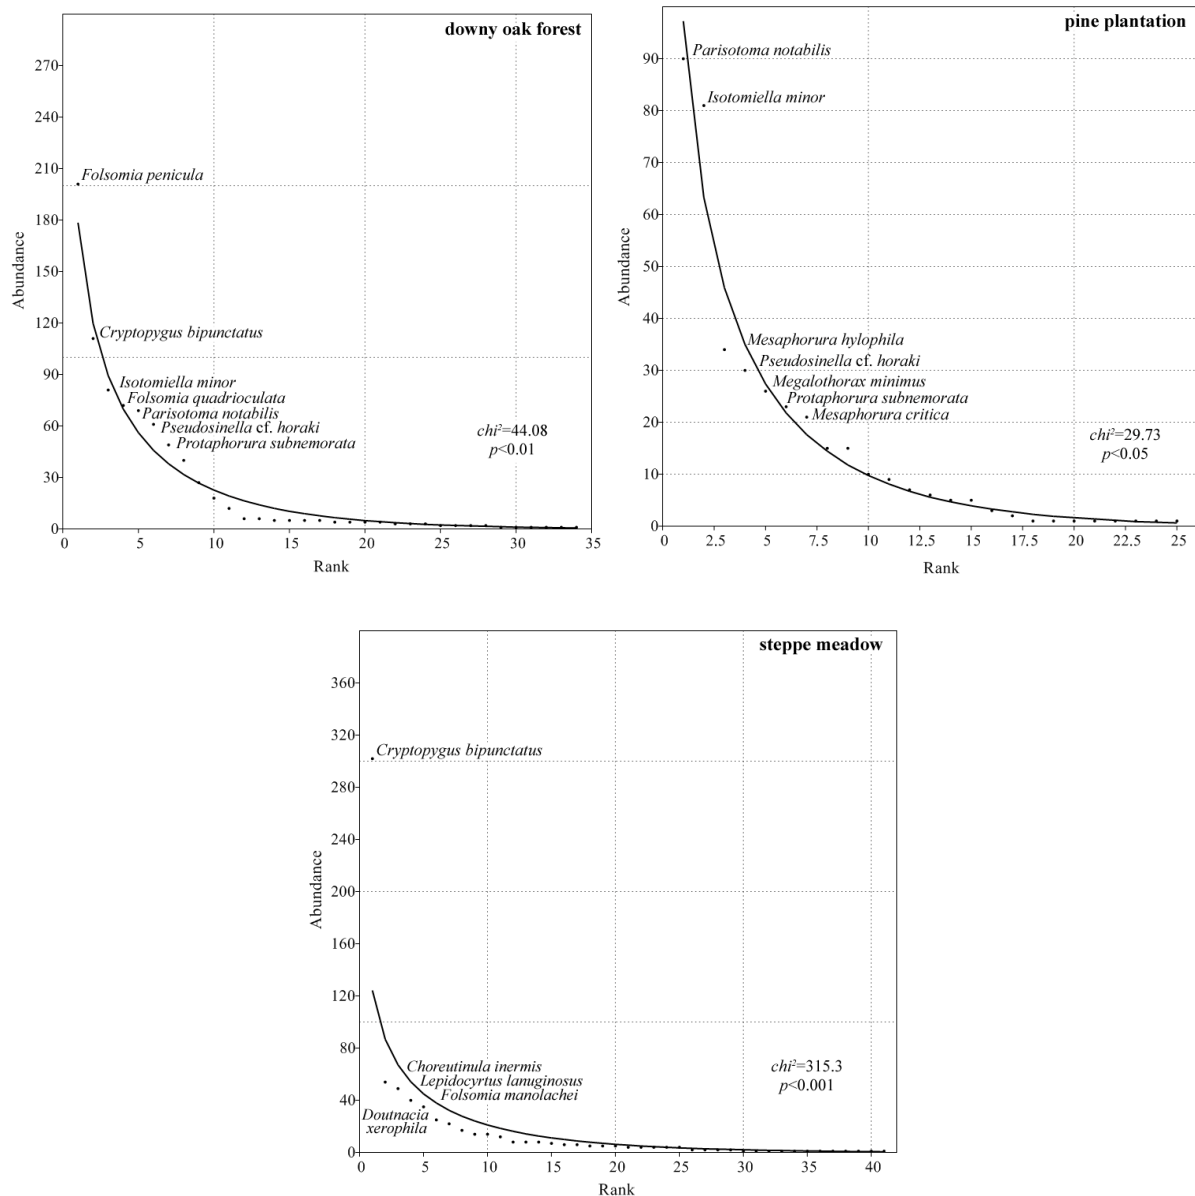 downy oak forest
270
240
210
180
150
120
90
60
30
0
Abundance
Folsomia penicula
Cryptopygus bipunctatus
Isotomiella minor
Folsomia quadrioculata
Parisotoma notabilis
Pseudosinella cf. horaki
Protaphorura subnemorata
chi²=44.08
p<0.01
0 5 10 15 20 25 30 35
Rank
pine plantation
90
80
70
60
50
40
30
20
10
0
Abundance
Parisotoma notabilis
Isotomiella minor
Mesaphorura hylophila
Pseudosinella cf. horaki
Megalothorax minimus
Protaphorura subnemorata
Mesaphorura critica
chi²=29.73
p<0.05
0 2.5 5 7.5 10 12.5 15 17.5 20 22.5 25
Rank
steppe meadow
360
320
280
240
200
160
120
80
40
0
Abundance
Cryptopygus bipunctatus
Choreutinula inermis
Lepidocyrtus lanuginosus
Folsomia manolachei
Doutnacia
xerophila
chi²=315.3
p<0.001
0 5 10 15 20 25 30 35 40
Rank